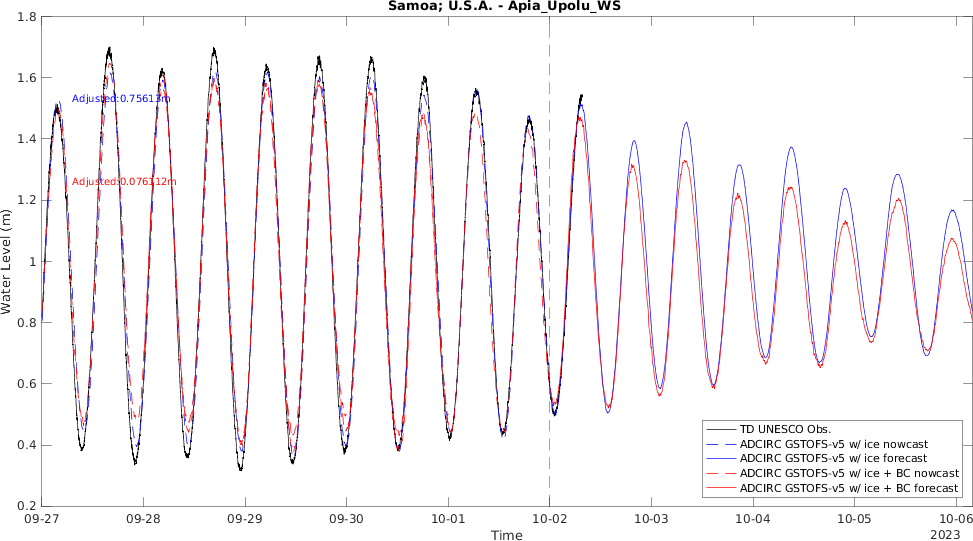 Samoa; U.S.A. - Apia_Upolu_WS
1.8
1.6
1.4
1.2
1
0.8
0.6
0.4
0.2
Water Level (m)
Adjusted:0.75613m
Adjusted:0.076112m
TD UNESCO Obs.
ADCIRC GSTOFS-v5 w/ ice nowcast
ADCIRC GSTOFS-v5 w/ ice forecast
ADCIRC GSTOFS-v5 w/ ice + BC nowcast
ADCIRC GSTOFS-v5 w/ ice + BC forecast
09-27 09-28 09-29 09-30 10-01 10-02 10-03 10-04 10-05 10-06
Time
2023